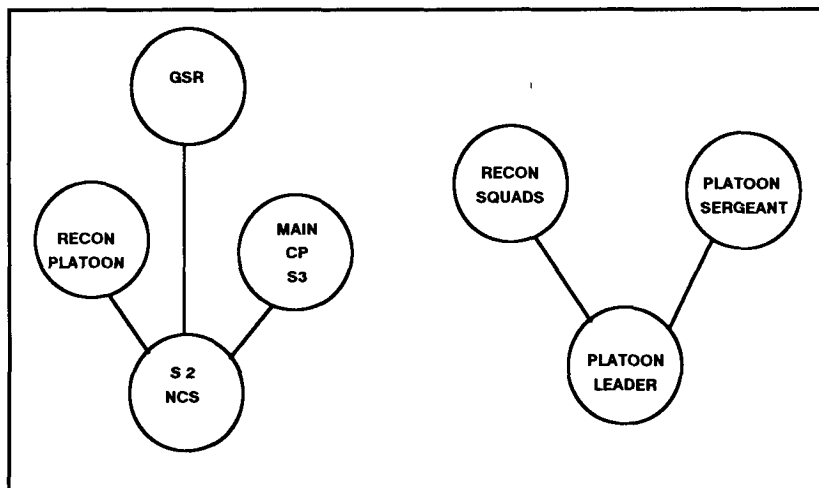 GSR
RECON
PLATOON
MAIN
CP
S3
S 2
NCS
RECON
SQUADS
PLATOON
SERGEANT
PLATOON
LEADER